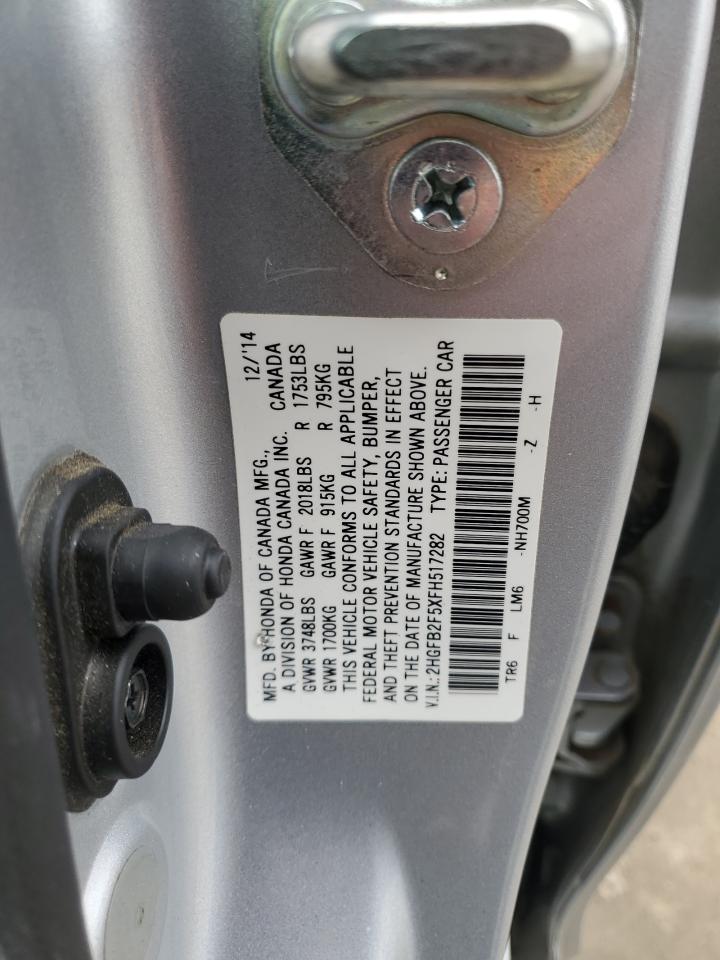 MFD. BY HONDA OF CANADA MFG., 12/'14
A DIVISION OF HONDA CANADA INC. CANADA
GVWR 3748LBS GAWR F 2018LBS R 1753LBS
GVWR 1700KG GAWR F 915KG R 795KG
THIS VEHICLE CONFORMS TO ALL APPLICABLE
FEDERAL MOTOR VEHICLE SAFETY, BUMPER,
AND THEFT PREVENTION STANDARDS IN EFFECT
ON THE DATE OF MANUFACTURE SHOWN ABOVE.
V.I.N.: 2HGFB2F5XFH517282 TYPE: PASSENGER CAR
TR6 F LM6 -NH700M -Z -H